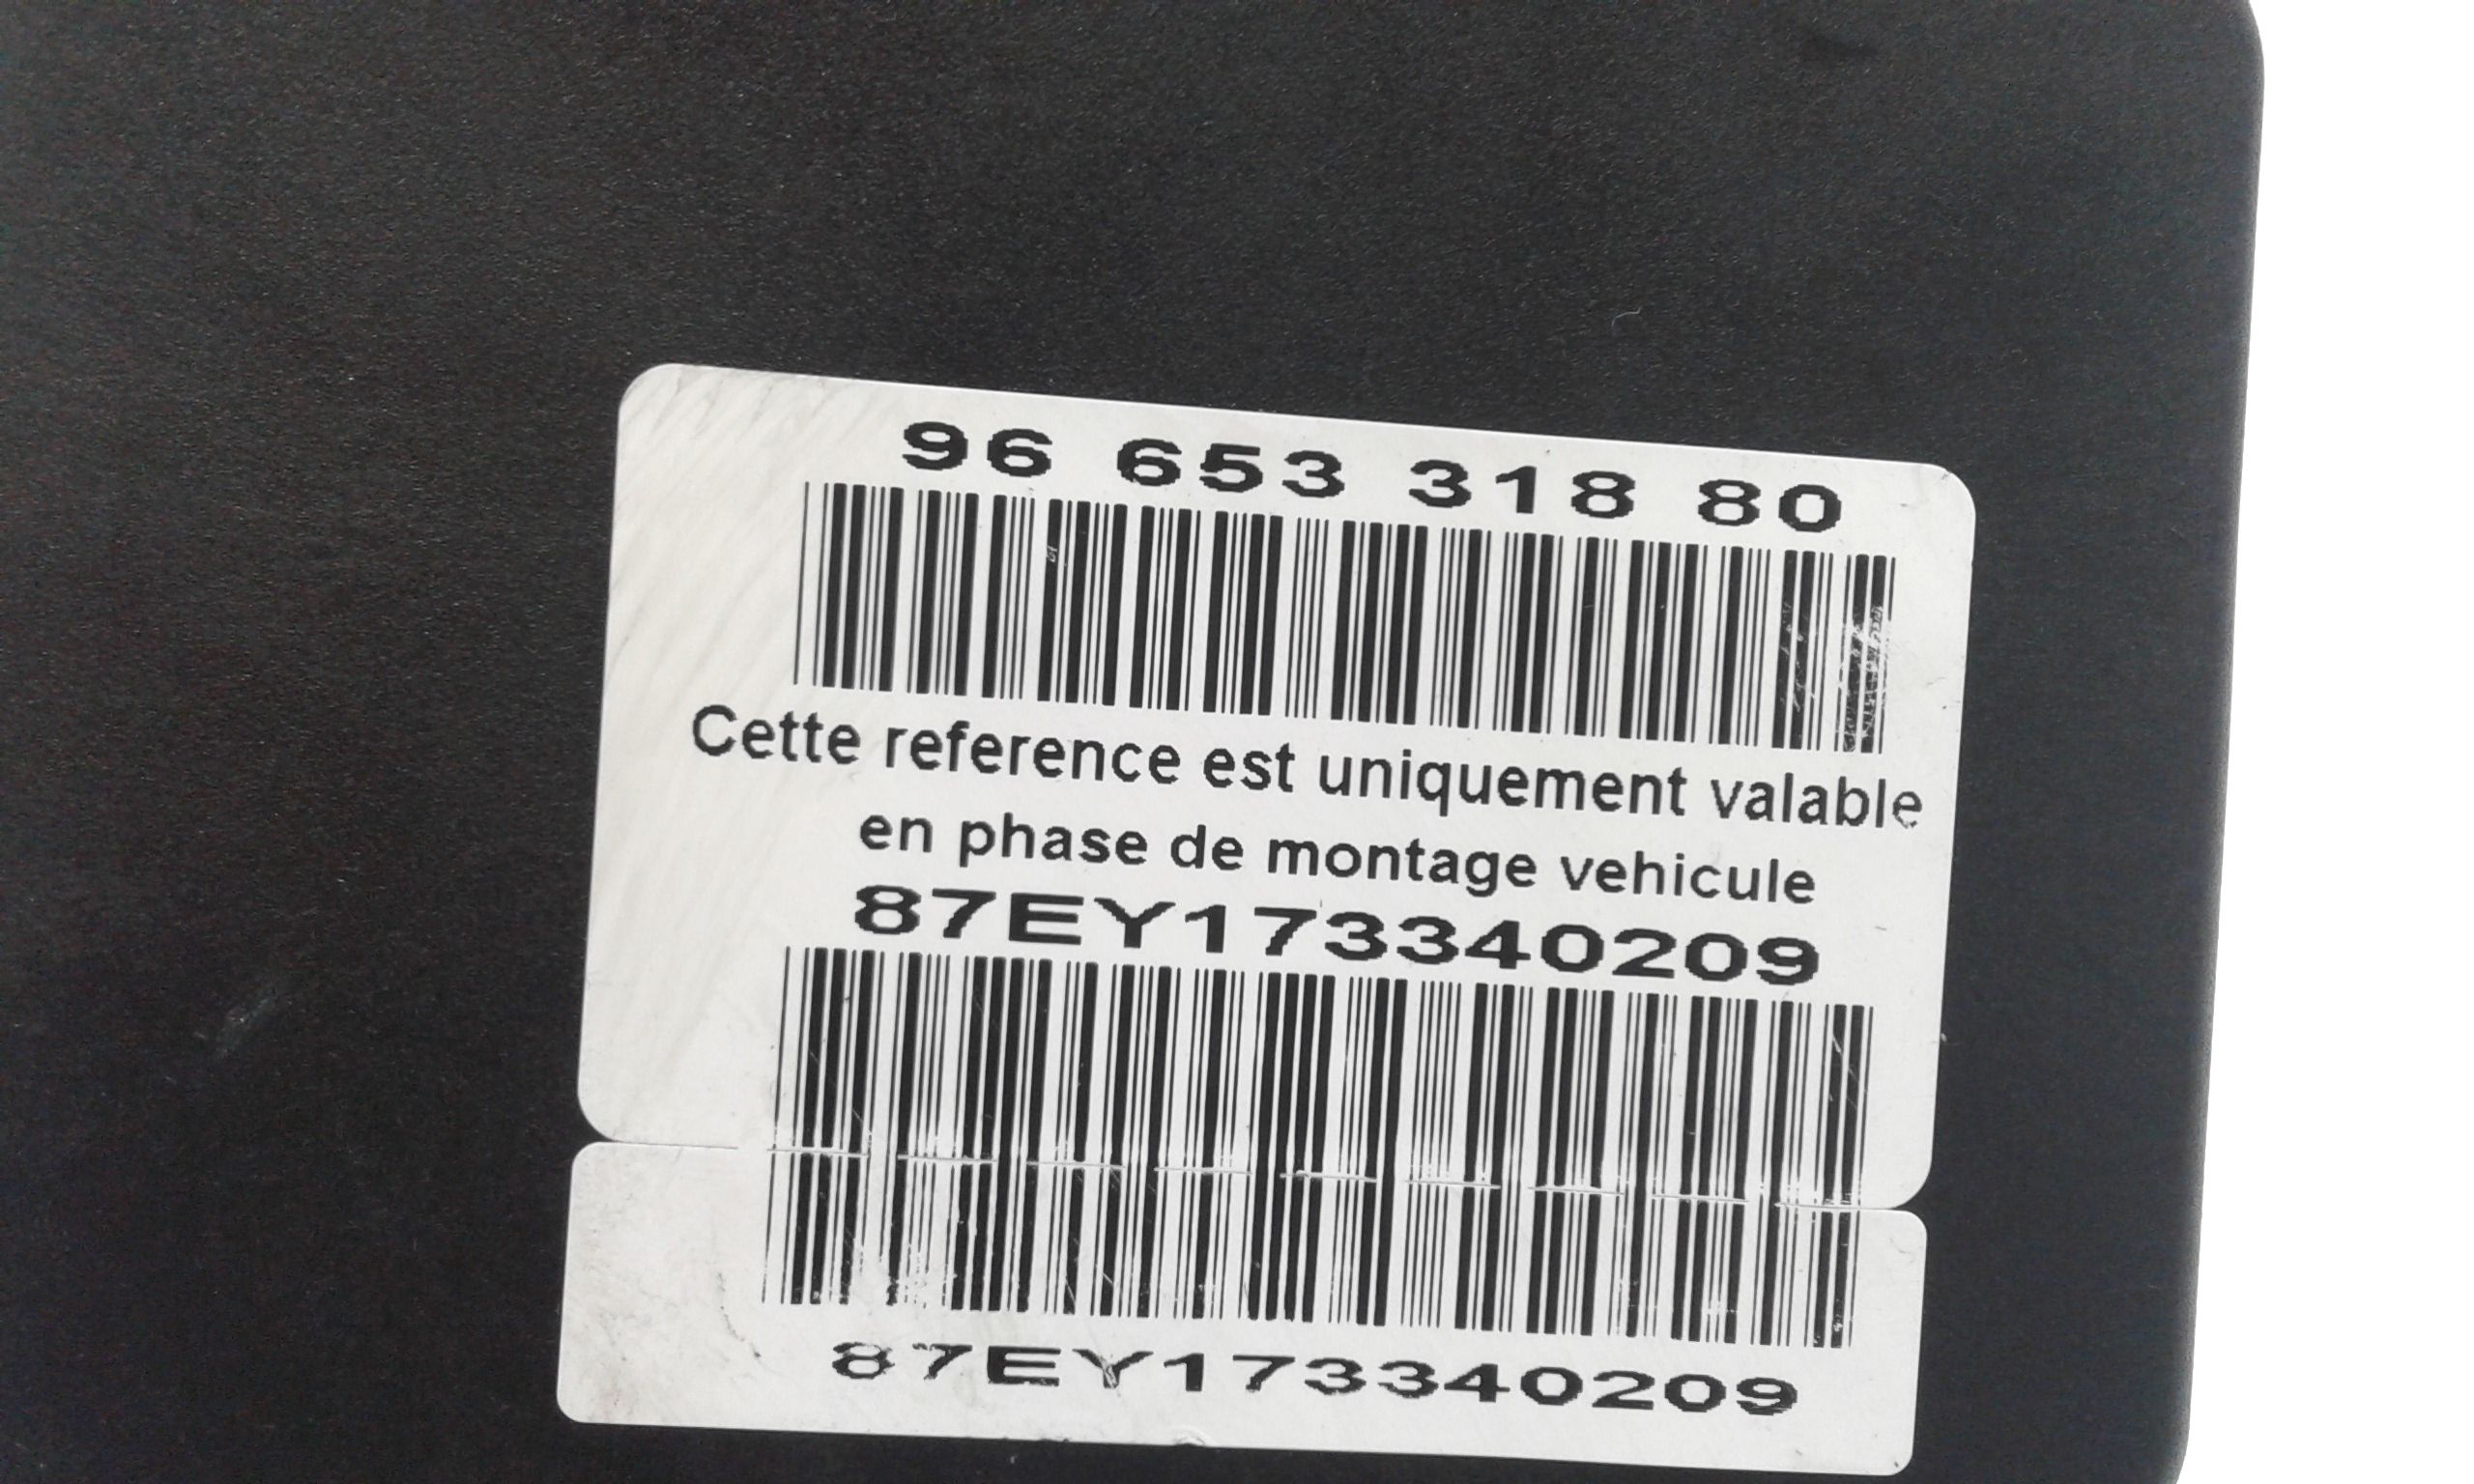 96 653 318 80
Cette reference est uniquement valable
en phase de montage vehicule
87EY173340209
87EY173340209